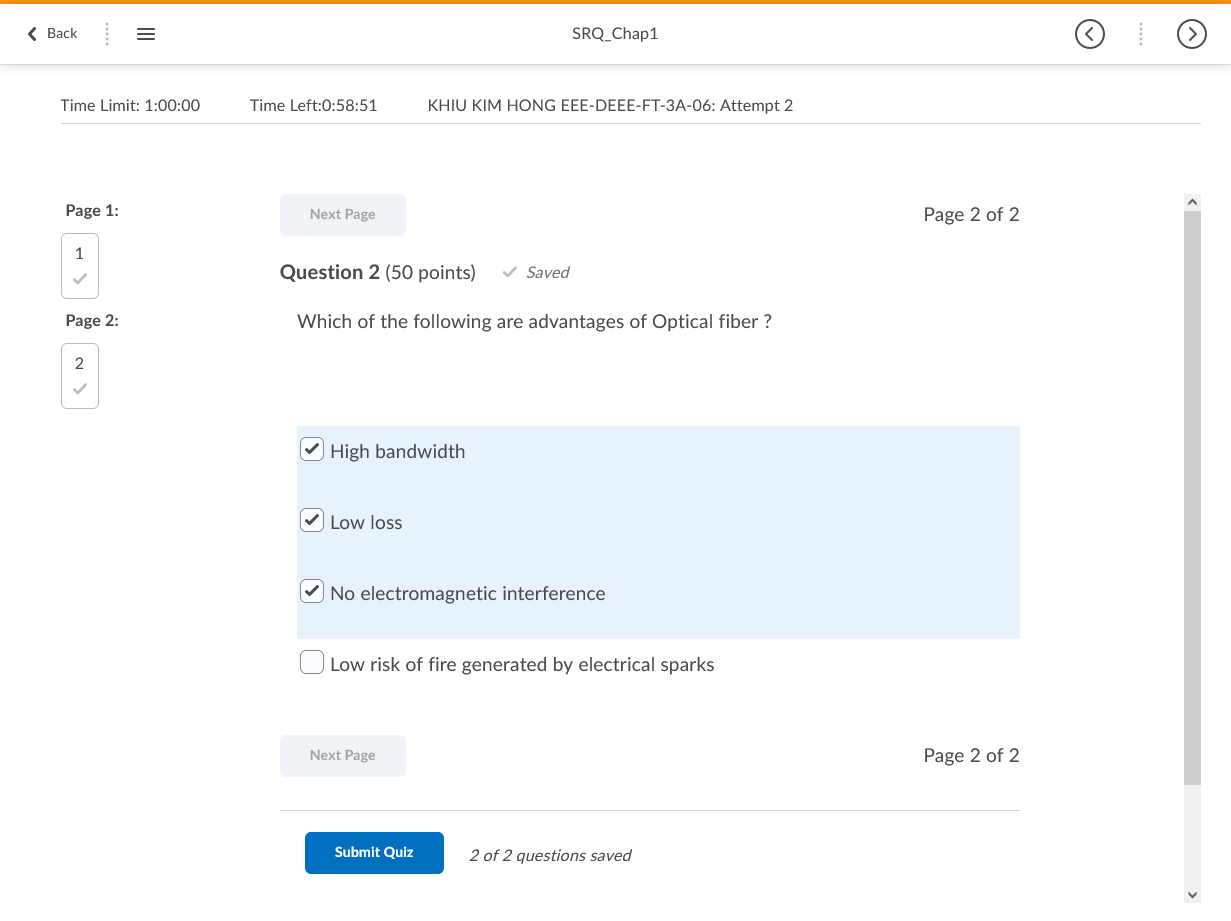 Back
SRQ_Chap1
Time Limit: 1:00:00 Time Left:0:58:51 KHIU KIM HONG EEE-DEEE-FT-3A-06: Attempt 2
Page 1:
1
Page 2:
2
Next Page
Page 2 of 2
Question 2 (50 points) Saved
Which of the following are advantages of Optical fiber ?
High bandwidth
Low loss
No electromagnetic interference
Low risk of fire generated by electrical sparks
Next Page
Page 2 of 2
Submit Quiz
2 of 2 questions saved